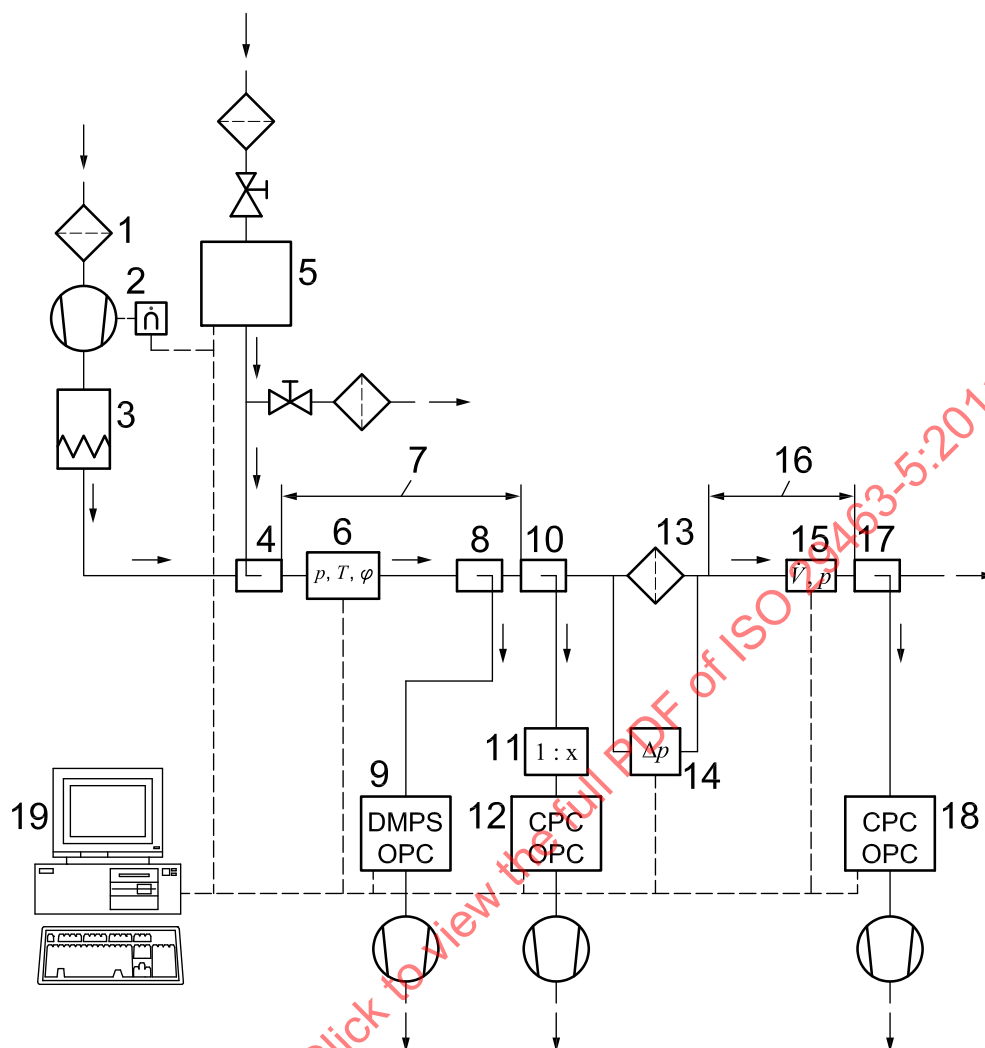 1
2
ṅ
5
3
7
16
4
6
8
10
13
15
17
p, T, φ
V̇, p
11
1 : x
Δp
14
9
DMPS
OPC
12
CPC
OPC
CPC
OPC
18
19
Click to view the full PDF of ISO 29463-5:201